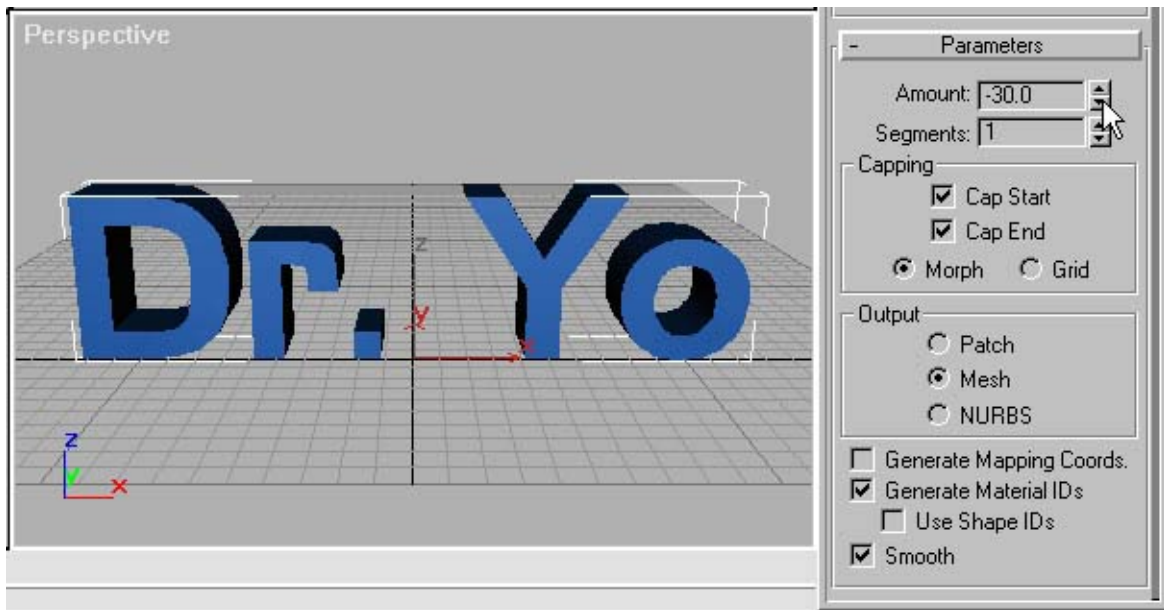 Perspective
Dr. Yo
z
y
x
z
y
x
- Parameters
Amount: -30.0
Segments: 1
Capping
Cap Start
Cap End
Morph Grid
Output
Patch
Mesh
NURBS
Generate Mapping Coords.
Generate Material IDs
Use Shape IDs
Smooth